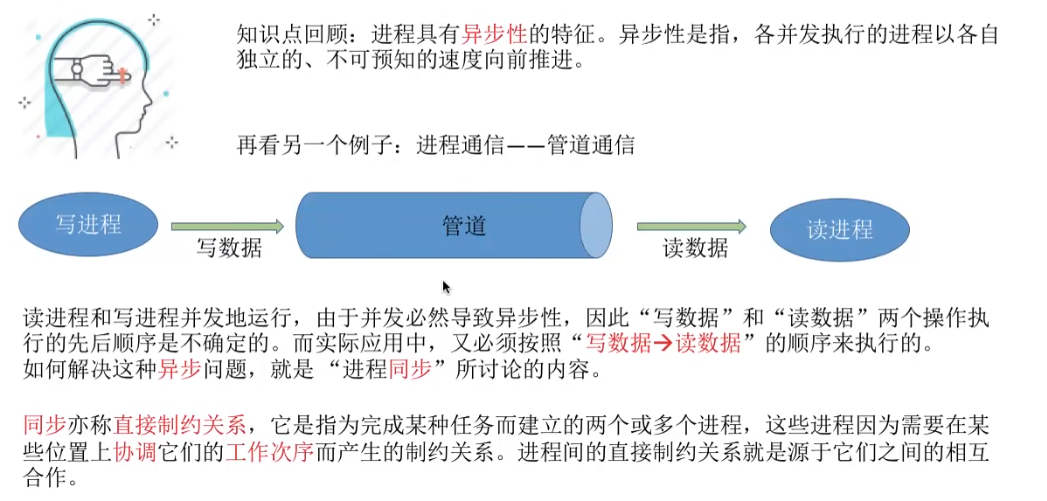 知识点回顾：进程具有异步性的特征。异步性是指，各并发执行的进程以各自
独立的、不可预知的速度向前推进。
再看另一个例子：进程通信——管道通信
写进程
写数据
管道
读数据
读进程
读进程和写进程并发地运行，由于并发必然导致异步性，因此“写数据”和“读数据”两个操作执
行的先后顺序是不确定的。而实际应用中，又必须按照“写数据→读数据”的顺序来执行的。
如何解决这种异步问题，就是 “进程同步”所讨论的内容。
同步亦称直接制约关系，它是指为完成某种任务而建立的两个或多个进程，这些进程因为需要在某
些位置上协调它们的工作次序而产生的制约关系。进程间的直接制约关系就是源于它们之间的相互
合作。